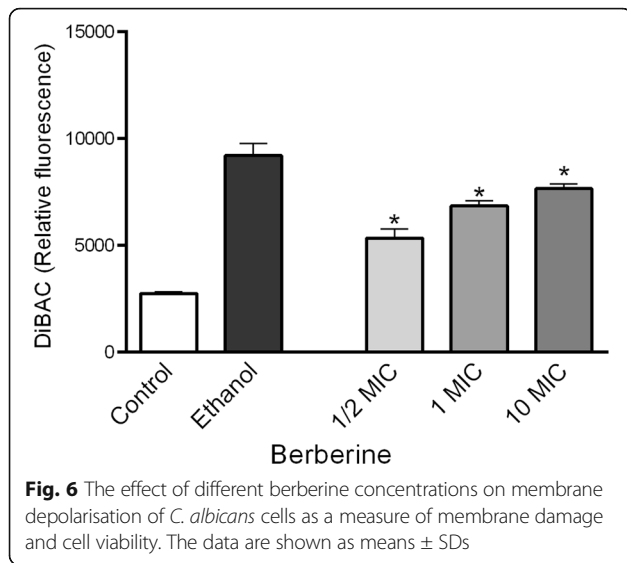 15000
10000
5000
0
DiBAC (Relative fluorescence)
*
*
*
Control
Ethanol
1/2 MIC
1 MIC
10 MIC
Berberine
Fig. 6 The effect of different berberine concentrations on membrane
depolarisation of C. albicans cells as a measure of membrane damage
and cell viability. The data are shown as means ± SDs